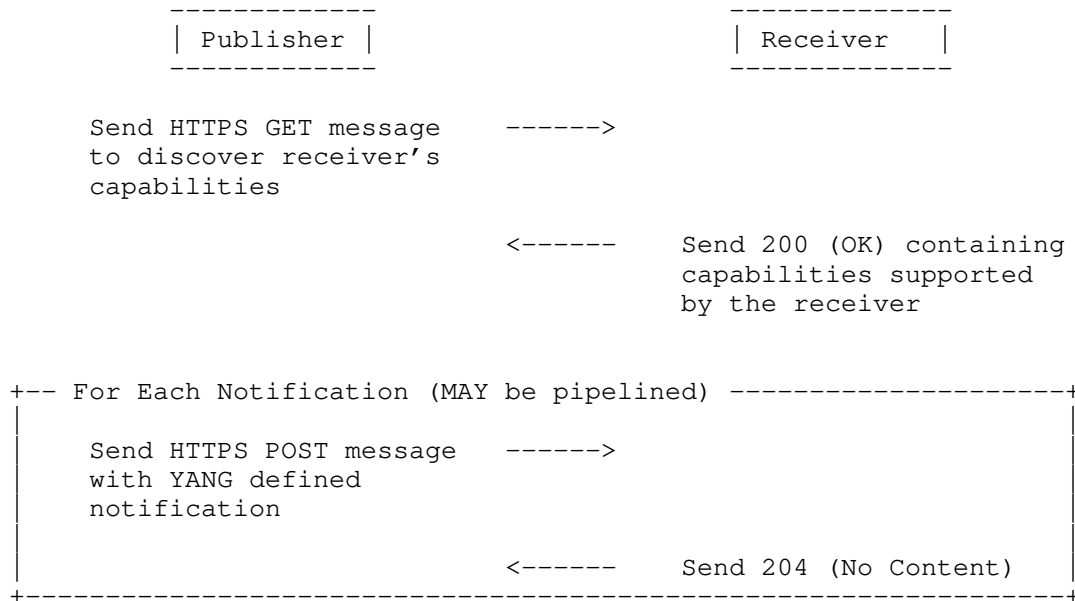 Publisher Receiver
Send HTTPS GET message ------>
to discover receiver's
capabilities
<------ Send 200 (OK) containing
capabilities supported
by the receiver
+-- For Each Notification (MAY be pipelined) ---------------------+
Send HTTPS POST message ------>
with YANG defined
notification
<------ Send 204 (No Content)